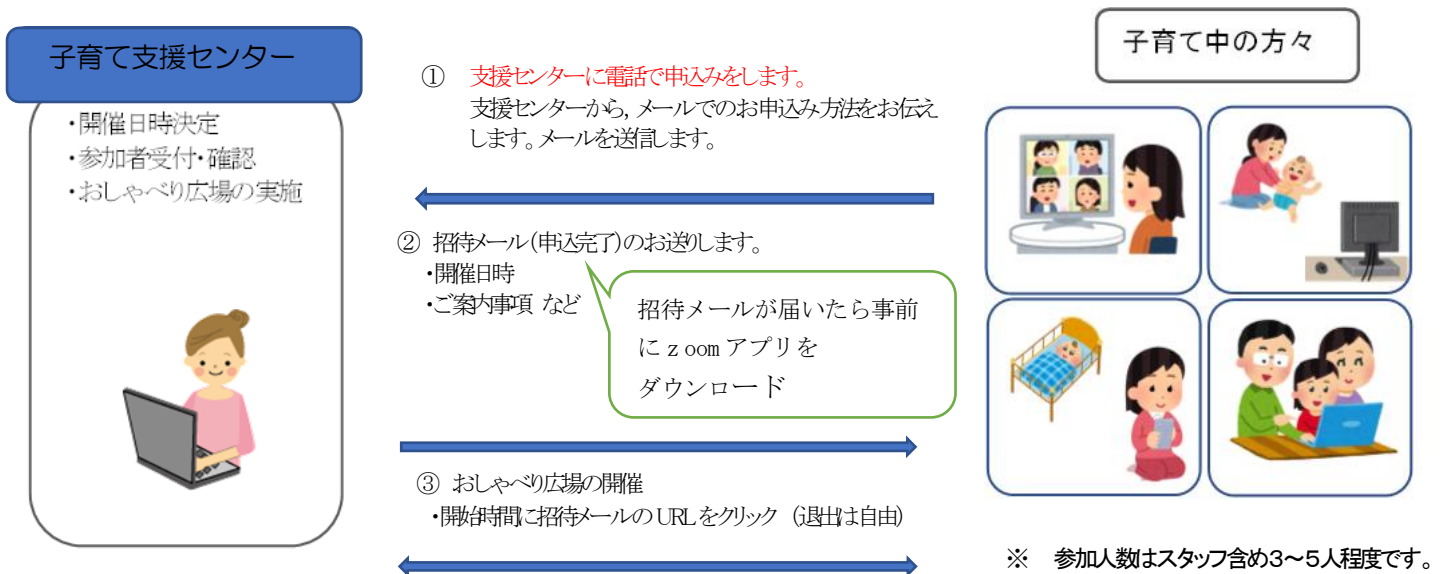 子育て支援センター
・開催日時決定
・参加者受付・確認
・おしゃべり広場の実施
① 支援センターに電話で申込みをします。
支援センターから，メールでのお申込み方法をお伝え
します。メールを送信します。
② 招待メール（申込完了）のお送りします。
・開催日時
・ご案内事項 など
招待メールが届いたら事前
に zoom アプリを
ダウンロード
③ おしゃべり広場の開催
・開始時間に招待メールの URL をクリック （退出は自由）
子育て中の方々
※ 参加人数はスタッフ含め３～５人程度です。